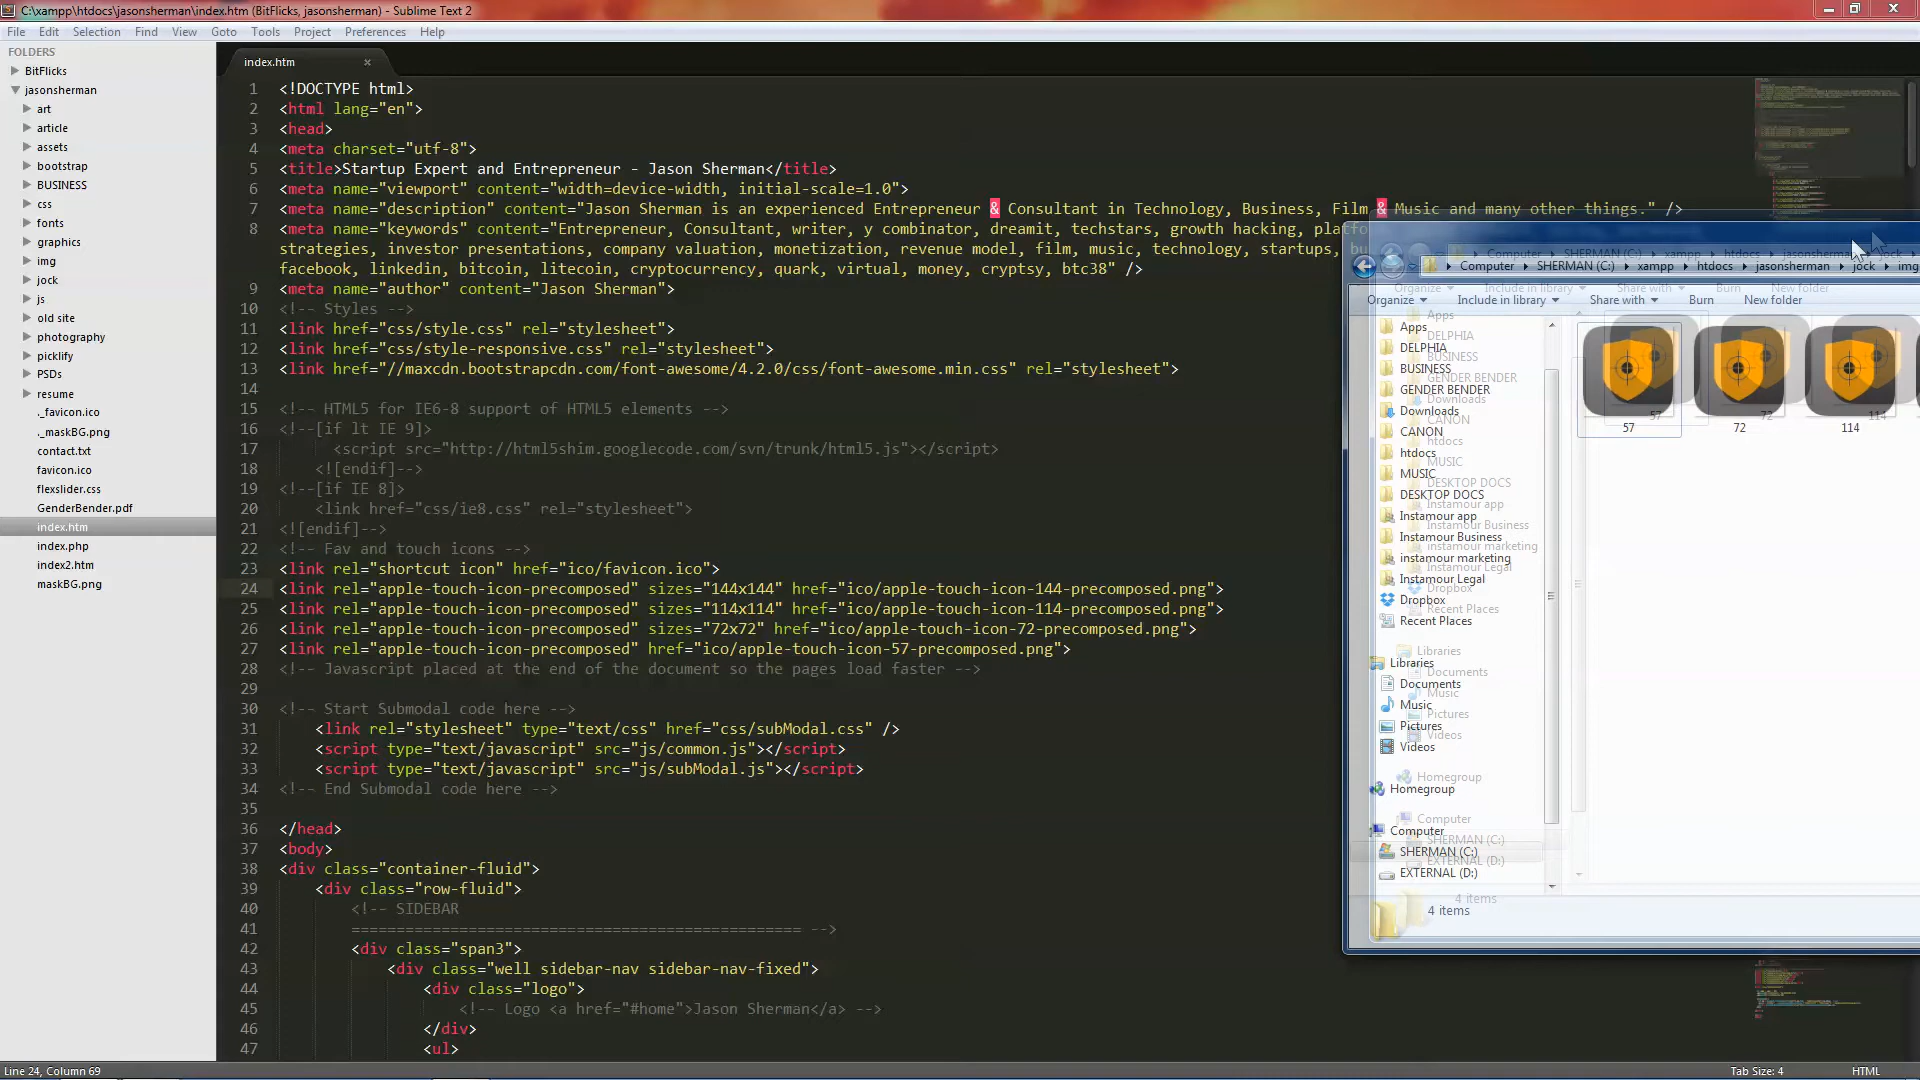 C:\xampp\htdocs\jasonsherman\index.htm (BitFlicks, jasonsherman) - Sublime Text 2
File Edit Selection Find View Goto Tools Project Preferences Help
FOLDERS
BitFlicks
jasonsherman
art
article
assets
bootstrap
BUSINESS
css
fonts
graphics
img
jock
js
old site
photography
picklify
PSDs
resume
._favicon.ico
._maskBG.png
contact.txt
favicon.ico
flexslider.css
GenderBender.pdf
index.htm
index.php
index2.htm
maskBG.png
index.htm
1 <!DOCTYPE html>
2 <html lang="en">
3 <head>
4 <meta charset="utf-8">
5 <title>Startup Expert and Entrepreneur - Jason Sherman</title>
6 <meta name="viewport" content="width=device-width, initial-scale=1.0">
7 <meta name="description" content="Jason Sherman is an experienced Entrepreneur & Consultant in Technology, Business, Film & Music and many other things." />
8 <meta name="keywords" content="Entrepreneur, Consultant, writer, y combinator, dreamit, techstars, growth hacking, platfo
strategies, investor presentations, company valuation, monetization, revenue model, film, music, technology, startups, bu
facebook, linkedin, bitcoin, litecoin, cryptocurrency, quark, virtual, money, cryptsy, btc38" />
9 <meta name="author" content="Jason Sherman">
10 <!-- Styles -->
11 <link href="css/style.css" rel="stylesheet">
12 <link href="css/style-responsive.css" rel="stylesheet">
13 <link href="//maxcdn.bootstrapcdn.com/font-awesome/4.2.0/css/font-awesome.min.css" rel="stylesheet">
14
15 <!-- HTML5 for IE6-8 support of HTML5 elements -->
16 <!--[if lt IE 9]>
17 <script src="http://html5shim.googlecode.com/svn/trunk/html5.js"></script>
18 <![endif]-->
19 <!--[if IE 8]>
20 <link href="css/ie8.css" rel="stylesheet">
21 <![endif]-->
22 <!-- Fav and touch icons -->
23 <link rel="shortcut icon" href="ico/favicon.ico">
24 <link rel="apple-touch-icon-precomposed" sizes="144x144" href="ico/apple-touch-icon-144-precomposed.png">
25 <link rel="apple-touch-icon-precomposed" sizes="114x114" href="ico/apple-touch-icon-114-precomposed.png">
26 <link rel="apple-touch-icon-precomposed" sizes="72x72" href="ico/apple-touch-icon-72-precomposed.png">
27 <link rel="apple-touch-icon-precomposed" href="ico/apple-touch-icon-57-precomposed.png">
28 <!-- Javascript placed at the end of the document so the pages load faster -->
29
30 <!-- Start Submodal code here -->
31 <link rel="stylesheet" type="text/css" href="css/subModal.css" />
32 <script type="text/javascript" src="js/common.js"></script>
33 <script type="text/javascript" src="js/subModal.js"></script>
34 <!-- End Submodal code here -->
35
36 </head>
37 <body>
38 <div class="container-fluid">
39 <div class="row-fluid">
40 <!-- SIDEBAR
41 ================================================== -->
42 <div class="span3">
43 <div class="well sidebar-nav sidebar-nav-fixed">
44 <div class="logo">
45 <!-- Logo <a href="#home">Jason Sherman</a> -->
46 </div>
47 <ul>
Computer SHERMAN (C:) xampp htdocs jasonsherman jock img
Organize Include in library Share with Burn New folder
Apps
DELPHIA
BUSINESS
GENDER BENDER
Downloads
CANON
htdocs
MUSIC
DESKTOP DOCS
Instamour app
Instamour Business
instamour marketing
Instamour Legal
Dropbox
Recent Places
Libraries
Documents
Music
Pictures
Videos
Homegroup
Computer
SHERMAN (C:)
EXTERNAL (D:)
57 72 114
4 items
Line 24, Column 69 Tab Size: 4 HTML